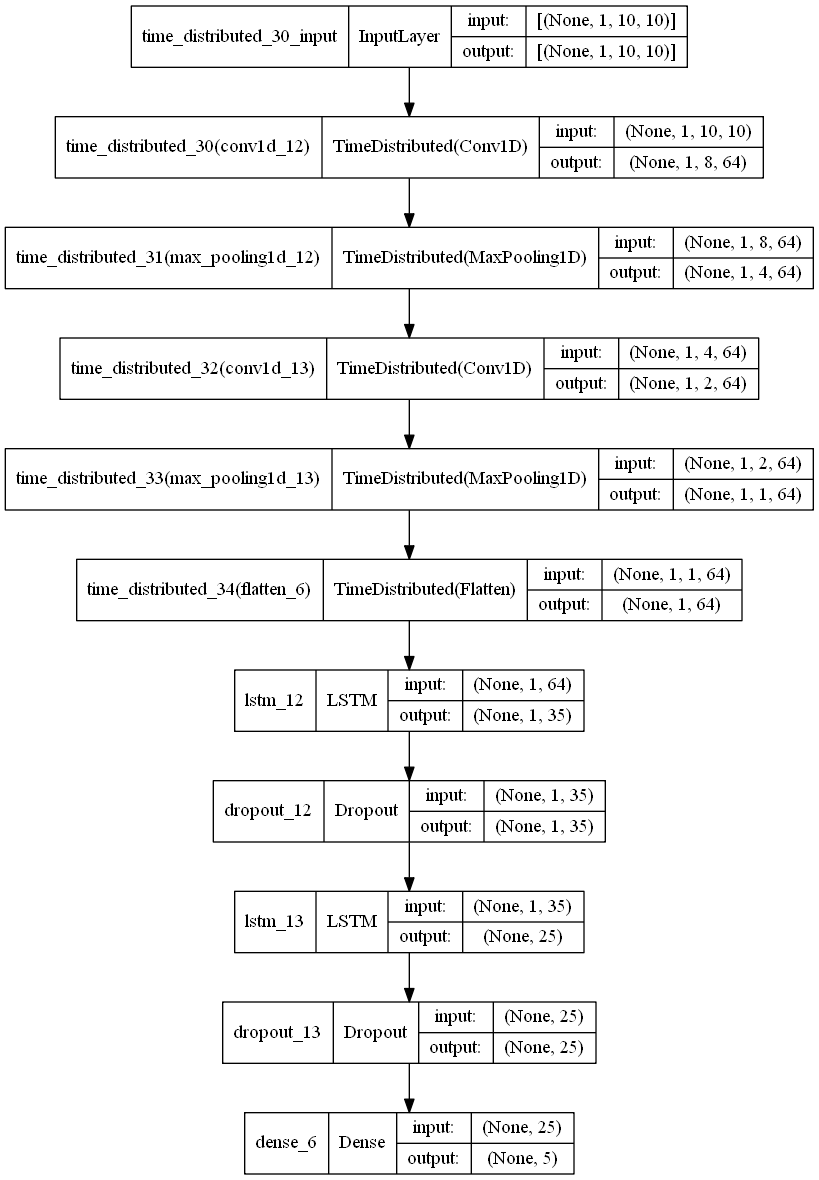 time_distributed_30_input InputLayer input: [(None, 1, 10, 10)]
output: [(None, 1, 10, 10)]
time_distributed_30(conv1d_12) TimeDistributed(Conv1D) input: (None, 1, 10, 10)
output: (None, 1, 8, 64)
time_distributed_31(max_pooling1d_12) TimeDistributed(MaxPooling1D) input: (None, 1, 8, 64)
output: (None, 1, 4, 64)
time_distributed_32(conv1d_13) TimeDistributed(Conv1D) input: (None, 1, 4, 64)
output: (None, 1, 2, 64)
time_distributed_33(max_pooling1d_13) TimeDistributed(MaxPooling1D) input: (None, 1, 2, 64)
output: (None, 1, 1, 64)
time_distributed_34(flatten_6) TimeDistributed(Flatten) input: (None, 1, 1, 64)
output: (None, 1, 64)
lstm_12 LSTM input: (None, 1, 64)
output: (None, 1, 35)
dropout_12 Dropout input: (None, 1, 35)
output: (None, 1, 35)
lstm_13 LSTM input: (None, 1, 35)
output: (None, 25)
dropout_13 Dropout input: (None, 25)
output: (None, 25)
dense_6 Dense input: (None, 25)
output: (None, 5)